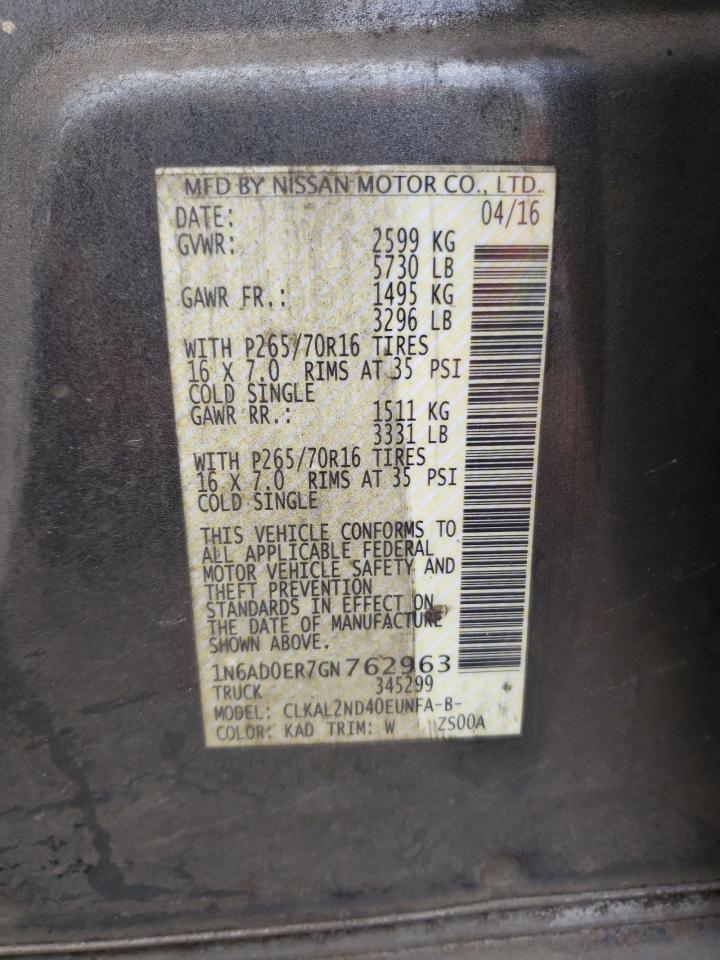 MFD BY NISSAN MOTOR CO., LTD.
DATE: 04/16
GVWR: 2599 KG
5730 LB
GAWR FR.: 1495 KG
3296 LB
WITH P265/70R16 TIRES
16 X 7.0 RIMS AT 35 PSI
COLD SINGLE
GAWR RR.: 1511 KG
3331 LB
WITH P265/70R16 TIRES
16 X 7.0 RIMS AT 35 PSI
COLD SINGLE
THIS VEHICLE CONFORMS TO
ALL APPLICABLE FEDERAL
MOTOR VEHICLE SAFETY AND
THEFT PREVENTION
STANDARDS IN EFFECT ON
THE DATE OF MANUFACTURE
SHOWN ABOVE.
1N6AD0ER7GN762963
TRUCK 345299
MODEL: CLKAL2ND40EUNFA-B-
COLOR: KAD TRIM: W ZS00A